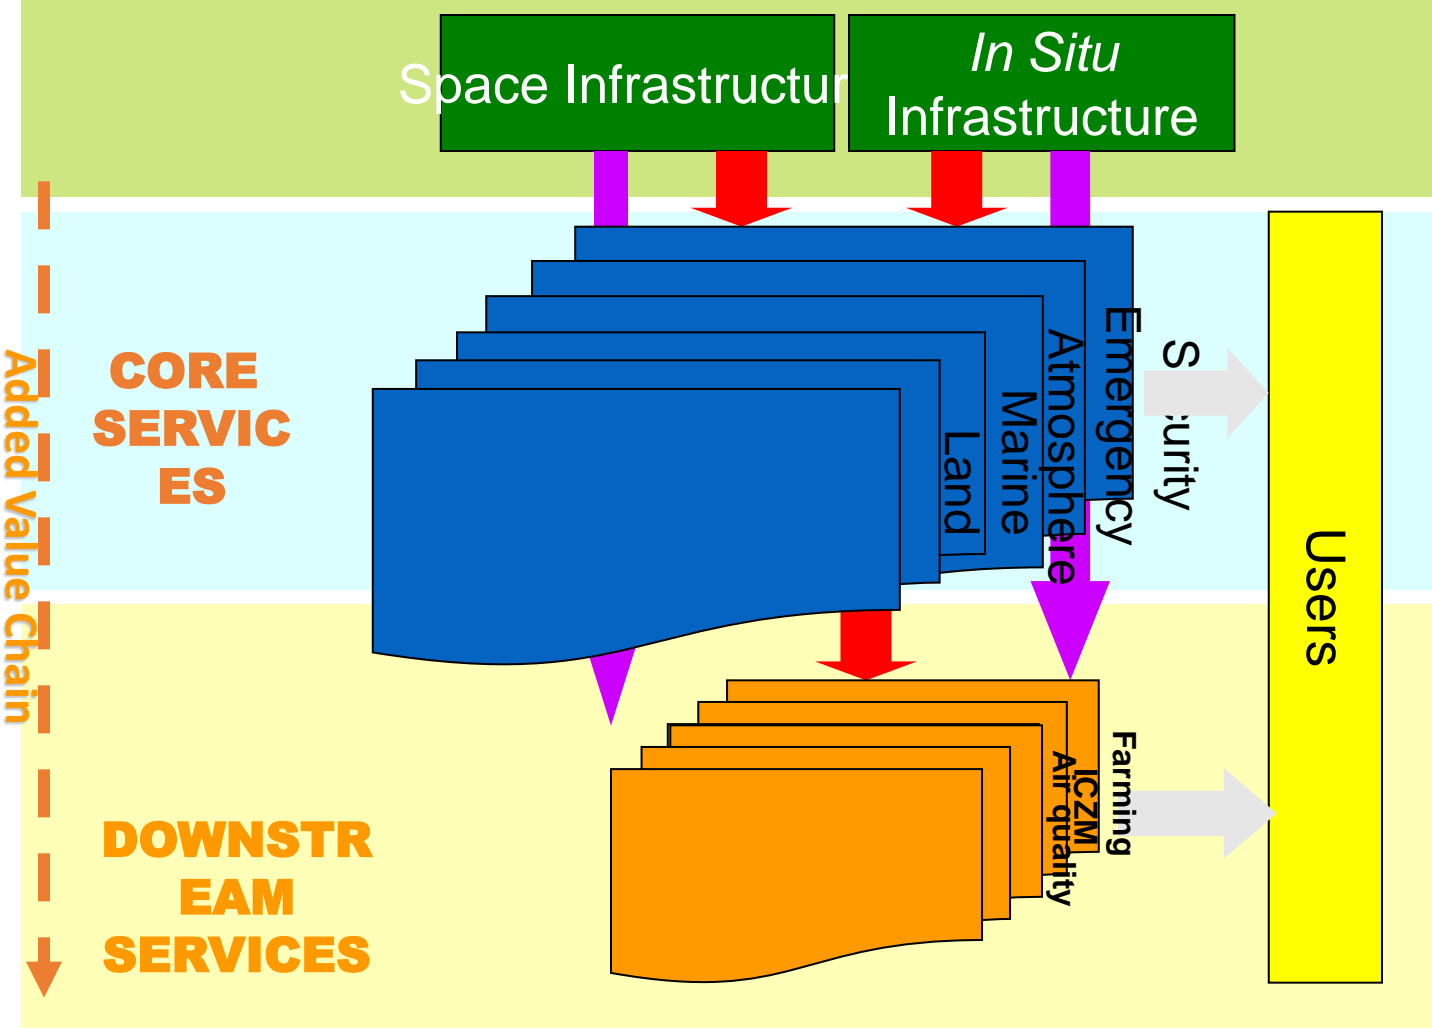 Space Infrastructur
In Situ
Infrastructure
Added Value Chain
CORE
SERVIC
ES
Land
Marine
Atmosphere
Emergency
S curity
Users
DOWNSTR
EAM
SERVICES
Air quality
ICZM
Farming